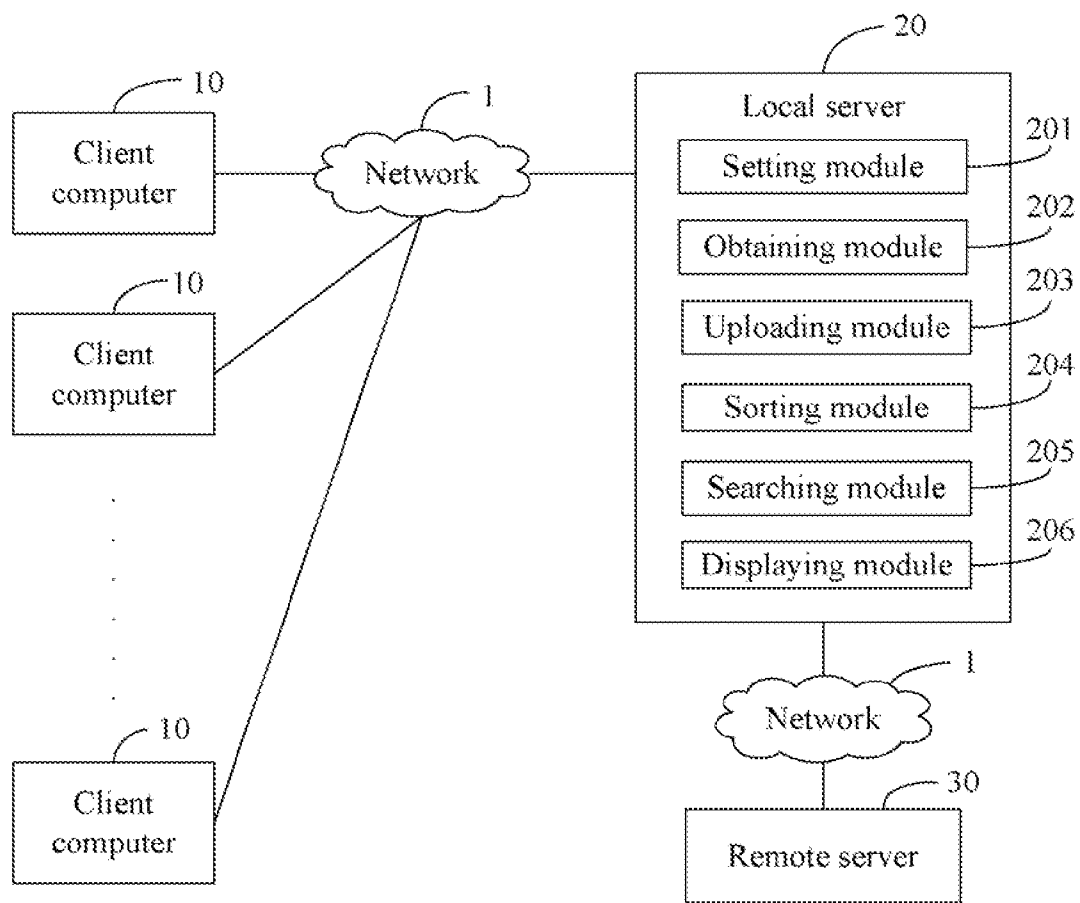 20
10
1
Local server
201
Client
computer
Network
Setting module
202
Obtaining module
10
203
Client
computer
Uploading module
204
Sorting module
205
Searching module
206
Displaying module
1
Network
10
30
Client
computer
Remote server